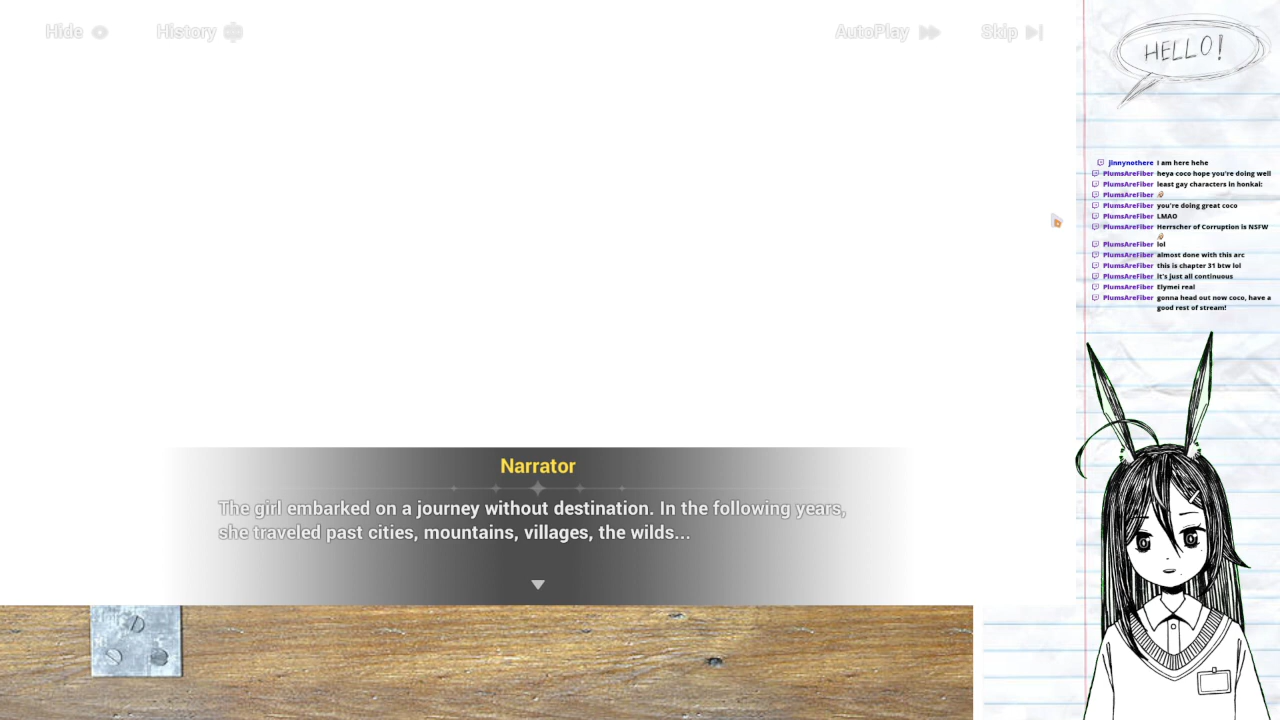 Hide
History
AutoPlay
Skip
HELLO!
jinnynothere I am here hehe
PlumsAreFiber heya coco hope you're doing well
PlumsAreFiber least gay characters in honkai:
PlumsAreFiber
PlumsAreFiber you're doing great coco
PlumsAreFiber LMAO
PlumsAreFiber Herrscher of Corruption is NSFW
PlumsAreFiber lol
PlumsAreFiber almost done with this arc
PlumsAreFiber this is chapter 31 btw lol
PlumsAreFiber it's just all continuous
PlumsAreFiber Elymei real
PlumsAreFiber gonna head out now coco, have a
good rest of stream!
Narrator
The girl embarked on a journey without destination. In the following years,
she traveled past cities, mountains, villages, the wilds...